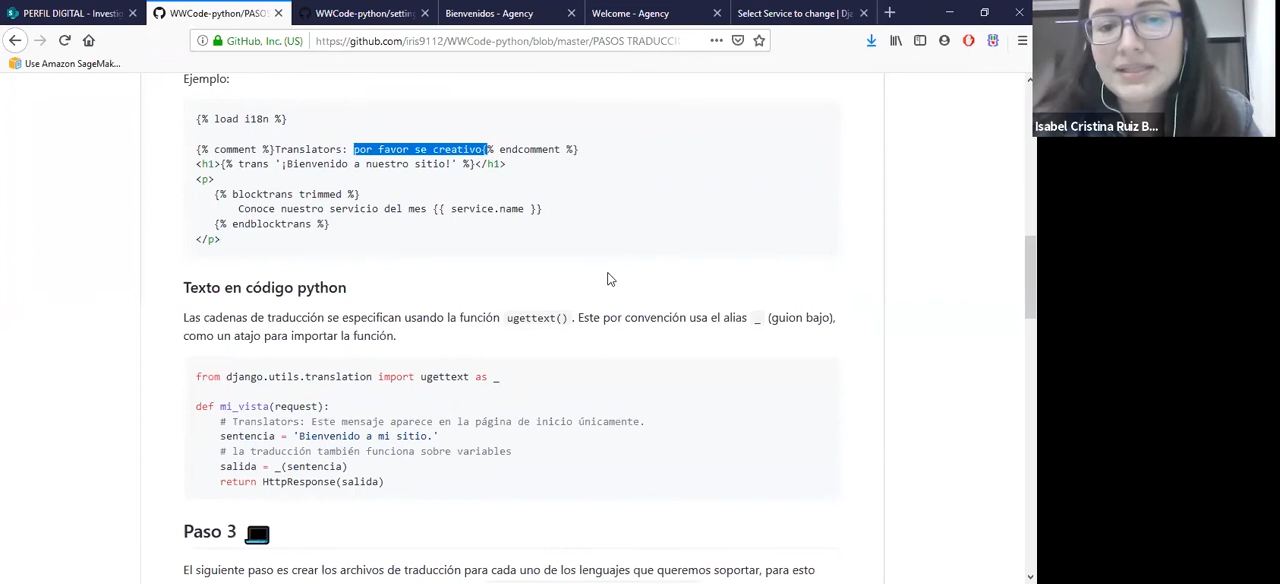 PERFIL DIGITAL - Investig
WWCode-python/PASOS
WWCode-python/setting
Bienvenidos - Agency
Welcome - Agency
Select Service to change | Dja
GitHub, Inc. (US)
https://github.com/iris9112/WWCode-python/blob/master/PASOS TRADUCCI
Use Amazon SageMak...
Isabel Cristina Ruiz B...
Ejemplo:
{% load i18n %}
{% comment %}Translators: por favor se creativo{% endcomment %}
<h1>{% trans '¡Bienvenido a nuestro sitio!' %}</h1>
<p>
{% blocktrans trimmed %}
Conoce nuestro servicio del mes {{ service.name }}
{% endblocktrans %}
</p>
Texto en código python
Las cadenas de traducción se especifican usando la función ugettext() . Este por convención usa el alias _ (guion bajo),
como un atajo para importar la función.
from django.utils.translation import ugettext as _
def mi_vista(request):
# Translators: Este mensaje aparece en la página de inicio únicamente.
sentencia = 'Bienvenido a mi sitio.'
# la traducción también funciona sobre variables
salida = _(sentencia)
return HttpResponse(salida)
Paso 3
El siguiente paso es crear los archivos de traducción para cada uno de los lenguajes que queremos soportar, para esto